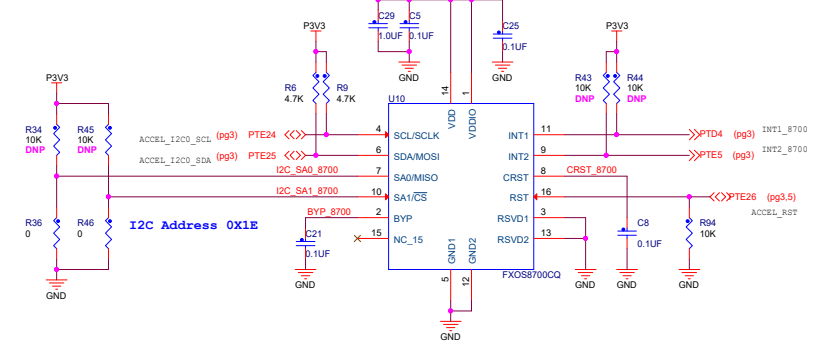 C29
1.0UF
C5
0.1UF
C25
0.1UF
GND
GND
P3V3
P3V3
P3V3
R6
4.7K
R9
4.7K
R43
10K
DNP
R44
10K
DNP
R34
10K
DNP
R45
10K
DNP
U10
14
1
VDD
VDDIO
ACCEL_I2C0_SCL (pg3) PTE24
4 SCL/SCLK
INT1 11
PTD4 (pg3) INT1_8700
ACCEL_I2C0_SDA (pg3) PTE25
6 SDA/MOSI
INT2 9
PTE5 (pg3) INT2_8700
I2C_SA0_8700
7 SA0/MISO
CRST 8
CRST_8700
I2C_SA1_8700
10 SA1/CS
RST 16
PTE26 (pg3,5)
ACCEL_RST
BYP_8700
2 BYP
RSVD1 3
15 NC_15
RSVD2 13
R36
0
R46
0
I2C Address 0X1E
C21
0.1UF
C8
0.1UF
R94
10K
GND1
GND2
5
12
FXOS8700CQ
GND
GND
GND
GND
GND
GND